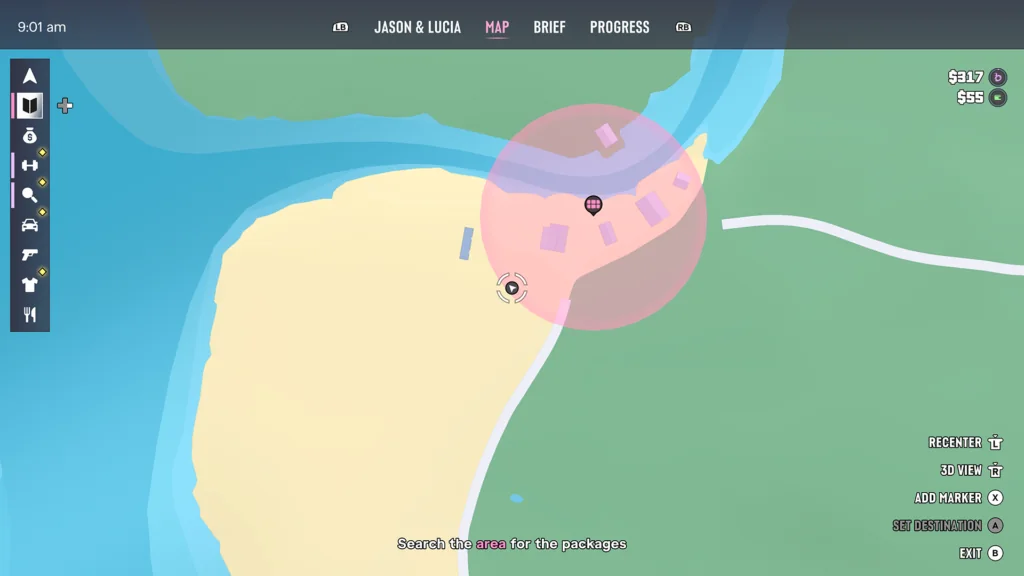 9:01 am
LB JASON & LUCIA MAP BRIEF PROGRESS RB
$317
$55
RECENTER L
3D VIEW R
ADD MARKER X
SET DESTINATION A
EXIT B
Search the area for the packages